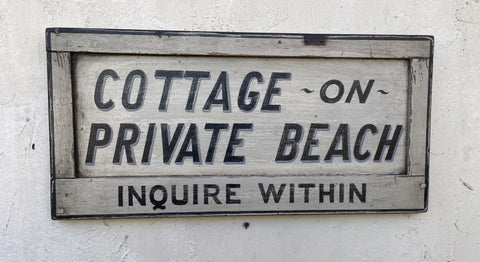 COTTAGE ~ON~
PRIVATE BEACH
INQUIRE WITHIN